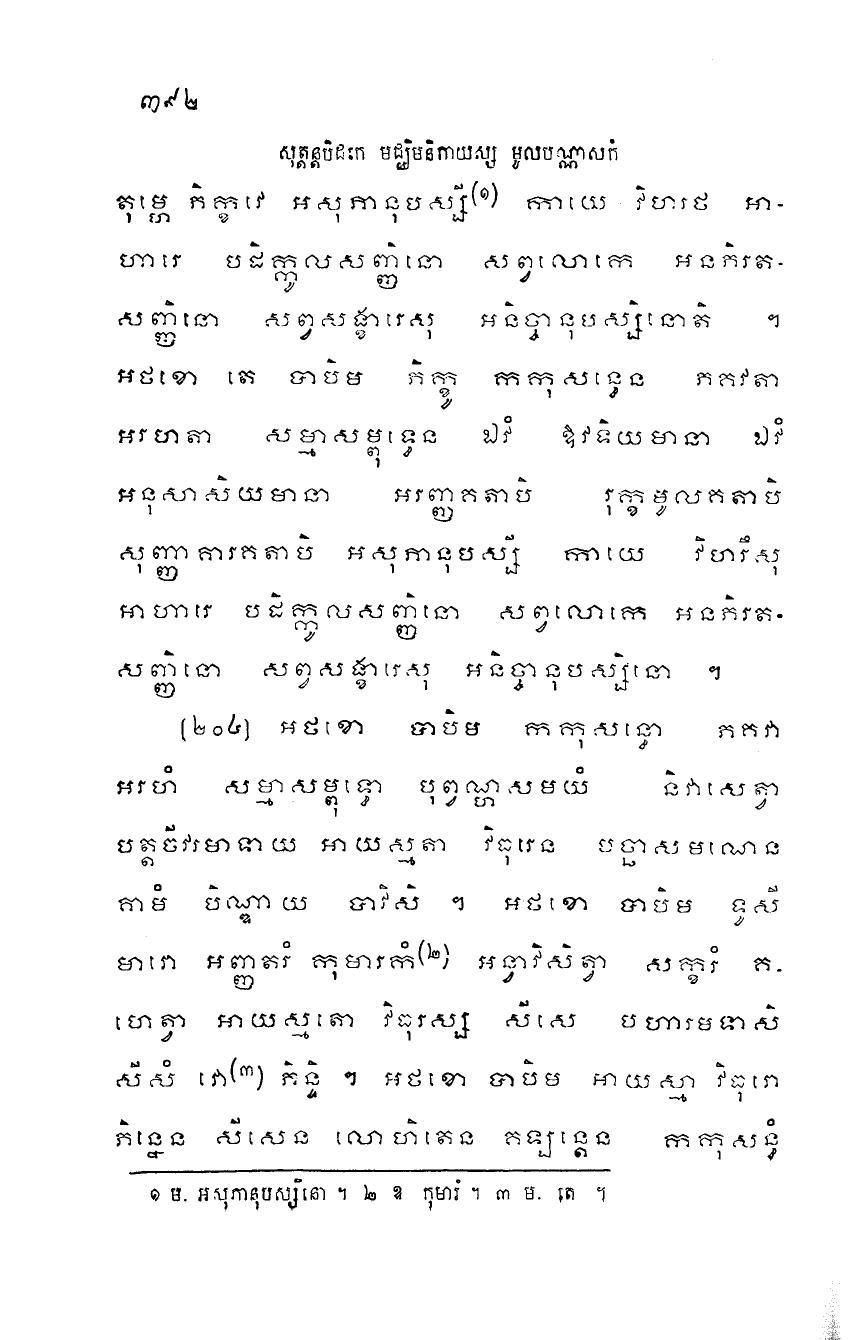 ៣៩២
សុត្តន្តបិដកេ មជ្ឈិមនិកាយស្ស មូលបណ្ណាសកំ
តុម្ហេ ភិក្ខវេ អសុភានុបស្សី(១) កាយេ វិហរថ អា-
ហារេ បដិក្កូលសញ្ញិនោ សព្វលោកេ អនភិរត-
សញ្ញិនោ សព្វសង្ខារេសុ អនិច្ចានុបស្សិនោតិ ។
អថខោ តេ បាបិម ភិក្ខូ កកុសន្ធេន ភគវតា
អរហតា សម្មាសម្ពុទ្ធេន ឯវំ ឱវទិយមានា ឯវំ
អនុសាសិយមានា អរញ្ញគតាបិ រុក្ខមូលគតាបិ
សុញ្ញាគារគតាបិ អសុភានុបស្សី កាយេ វិហរឹសុ
អាហារេ បដិក្កូលសញ្ញិនោ សព្វលោកេ អនភិរត-
សញ្ញិនោ សព្វសង្ខារេសុ អនិច្ចានុបស្សិនោ ។
[២០៤] អថខោ បាបិម កកុសន្ធោ ភគវា
អរហំ សម្មាសម្ពុទ្ធោ បុព្វណ្ហសមយំ និវាសេត្វា
បត្តចីវរមាទាយ អាយស្មតា វិធុរេន បច្ឆាសមណេន
គាមំ បិណ្ឌាយ បាវិសិ ។ អថខោ បាបិម ទូសី
មារោ អញ្ញតរំ កុមារកំ(២) អន្វាវិសិត្វា សក្ខរំ គ-
ហេត្វា អាយស្មតោ វិធុរស្ស សីសេ បហារមទាសិ
សីសំ វោ(៣) ភិន្ទិ ។ អថខោ បាបិម អាយស្មា វិធុរោ
ភិន្នេន សីសេន លោហិតេន គឡន្តេន កកុសន្ធំ
១ ម. អសុភានុបស្សិនោ ។ ២ ឱ កុមារំ ។ ៣ ម. តេ ។